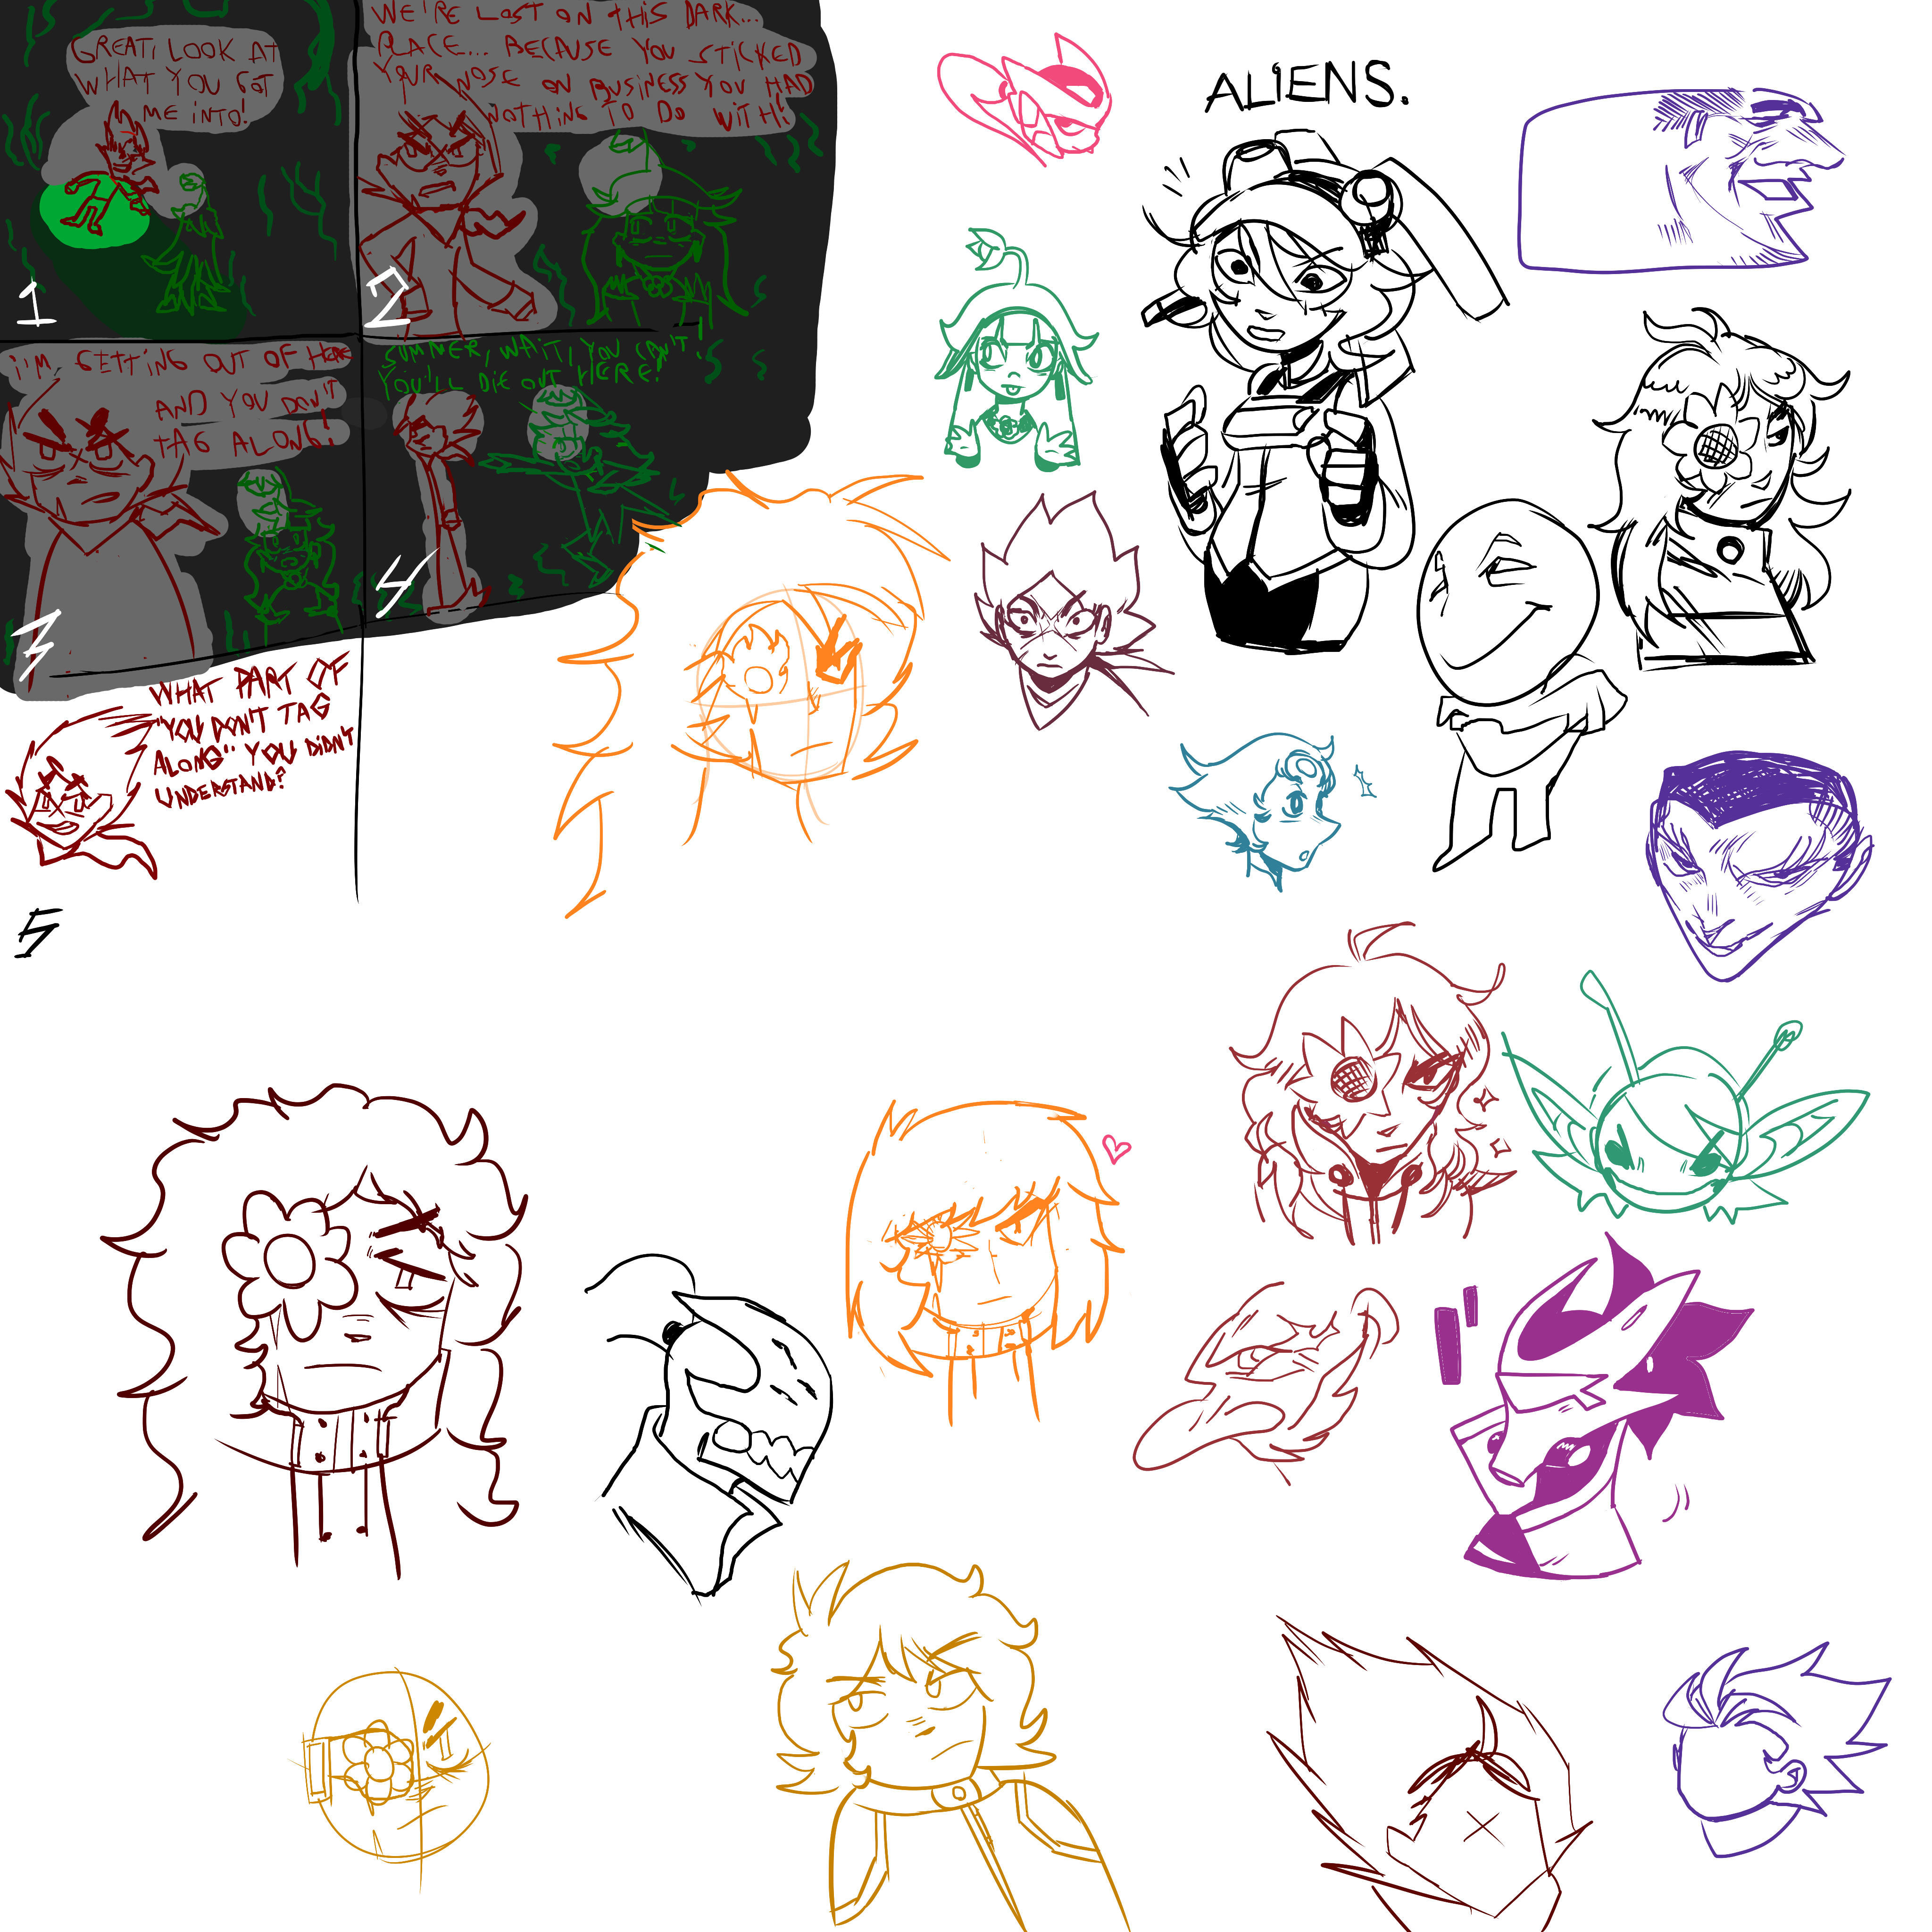 GREAT, LOOK AT
WHAT YOU GOT
ME INTO!
1
WE'RE LOST ON THIS DARK...
PLACE... BECAUSE YOU STICKED
YOUR NOSE ON BUSINESS YOU HAD
NOTHING TO DO WITH!
2
I'M GETTING OUT OF HERE
AND YOU DON'T
TAG ALONG!
3
SUMMER, WAIT, YOU CAN'T!
YOU'LL DIE OUT HERE!
4
WHAT PART OF
"YOU DON'T TAG
ALONG" YOU DIDN'T
UNDERSTAND?
5
ALIENS.